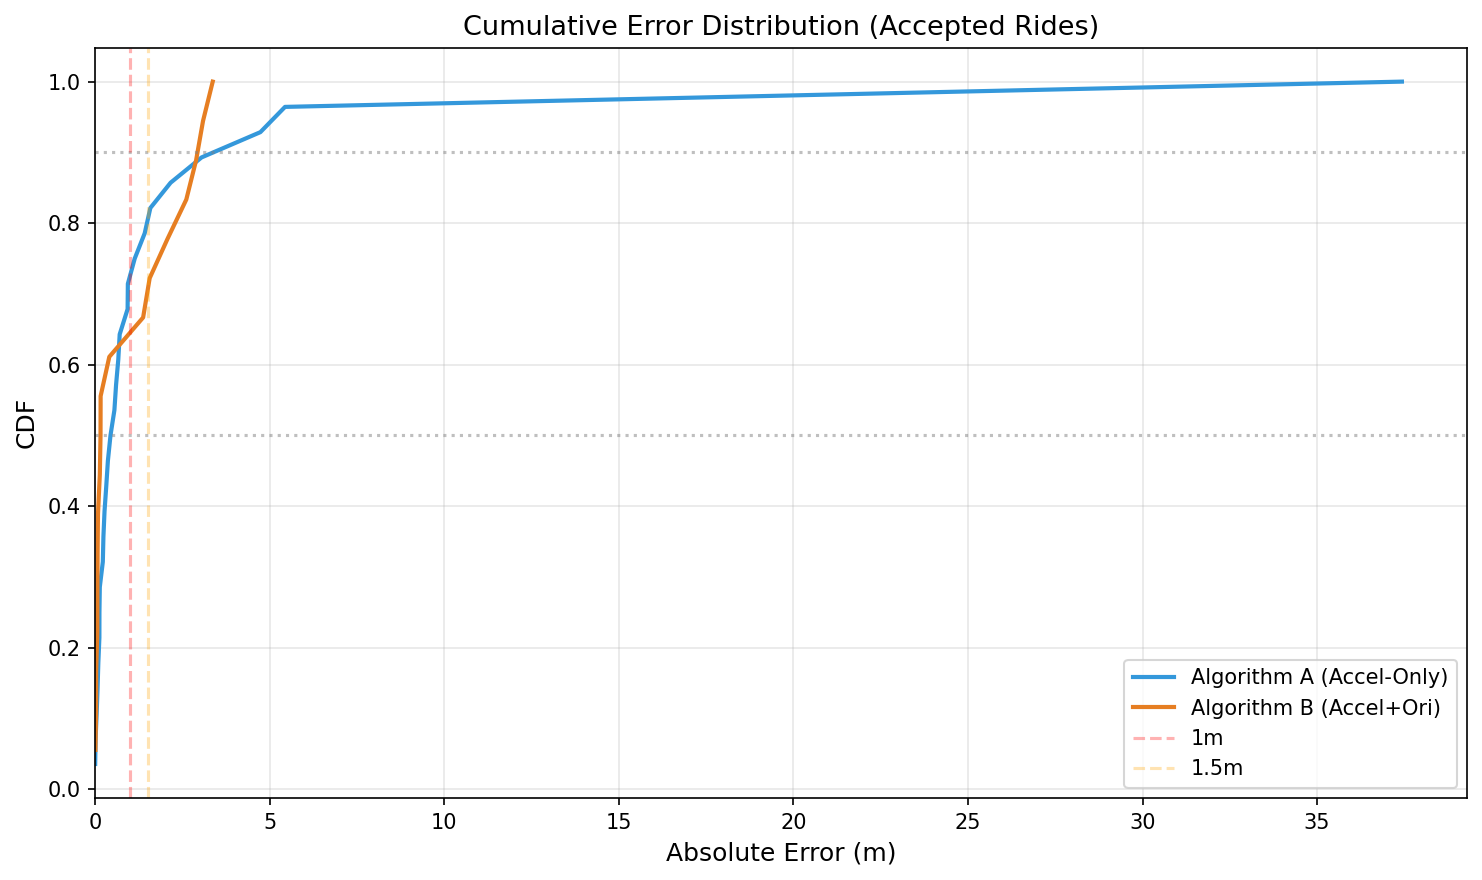 Cumulative Error Distribution (Accepted Rides)
1.0
0.8
0.6
0.4
0.2
0.0
CDF
0 5 10 15 20 25 30 35
Absolute Error (m)
Algorithm A (Accel-Only)
Algorithm B (Accel+Ori)
1m
1.5m